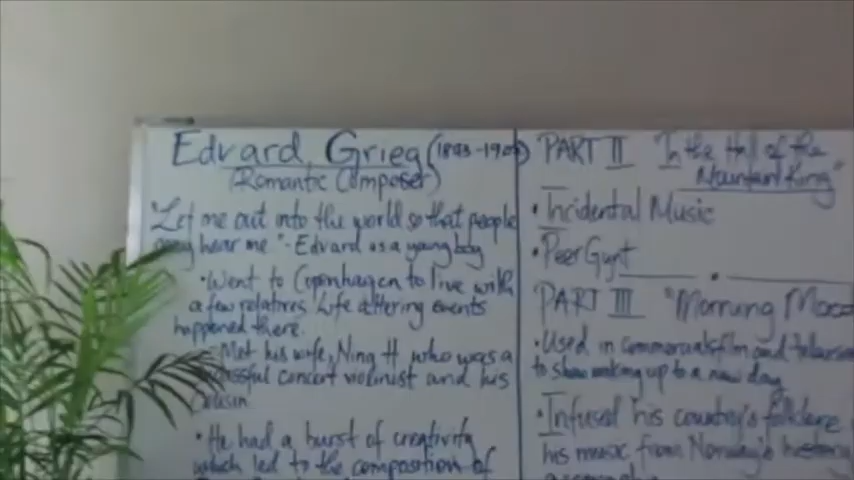 Edvard Grieg (1843-1907)
(Romantic Composer)
"Let me out into the world so that people
may hear me" - Edvard as a young boy
• Went to Copenhagen to live with
a few relatives. Life altering events
happened there.
- Met his wife, Nina H who was a
successful concert violinist and his
cousin
• He had a burst of creativity
which led to the composition of
PART II In the Hall of the
Mountain King"
• Incidental Music
• Peer Gynt
PART III "Morning Mood
• Used in commercials film and television
to show waking up to a new day
• Infused his country's folklore
his music from Norway's